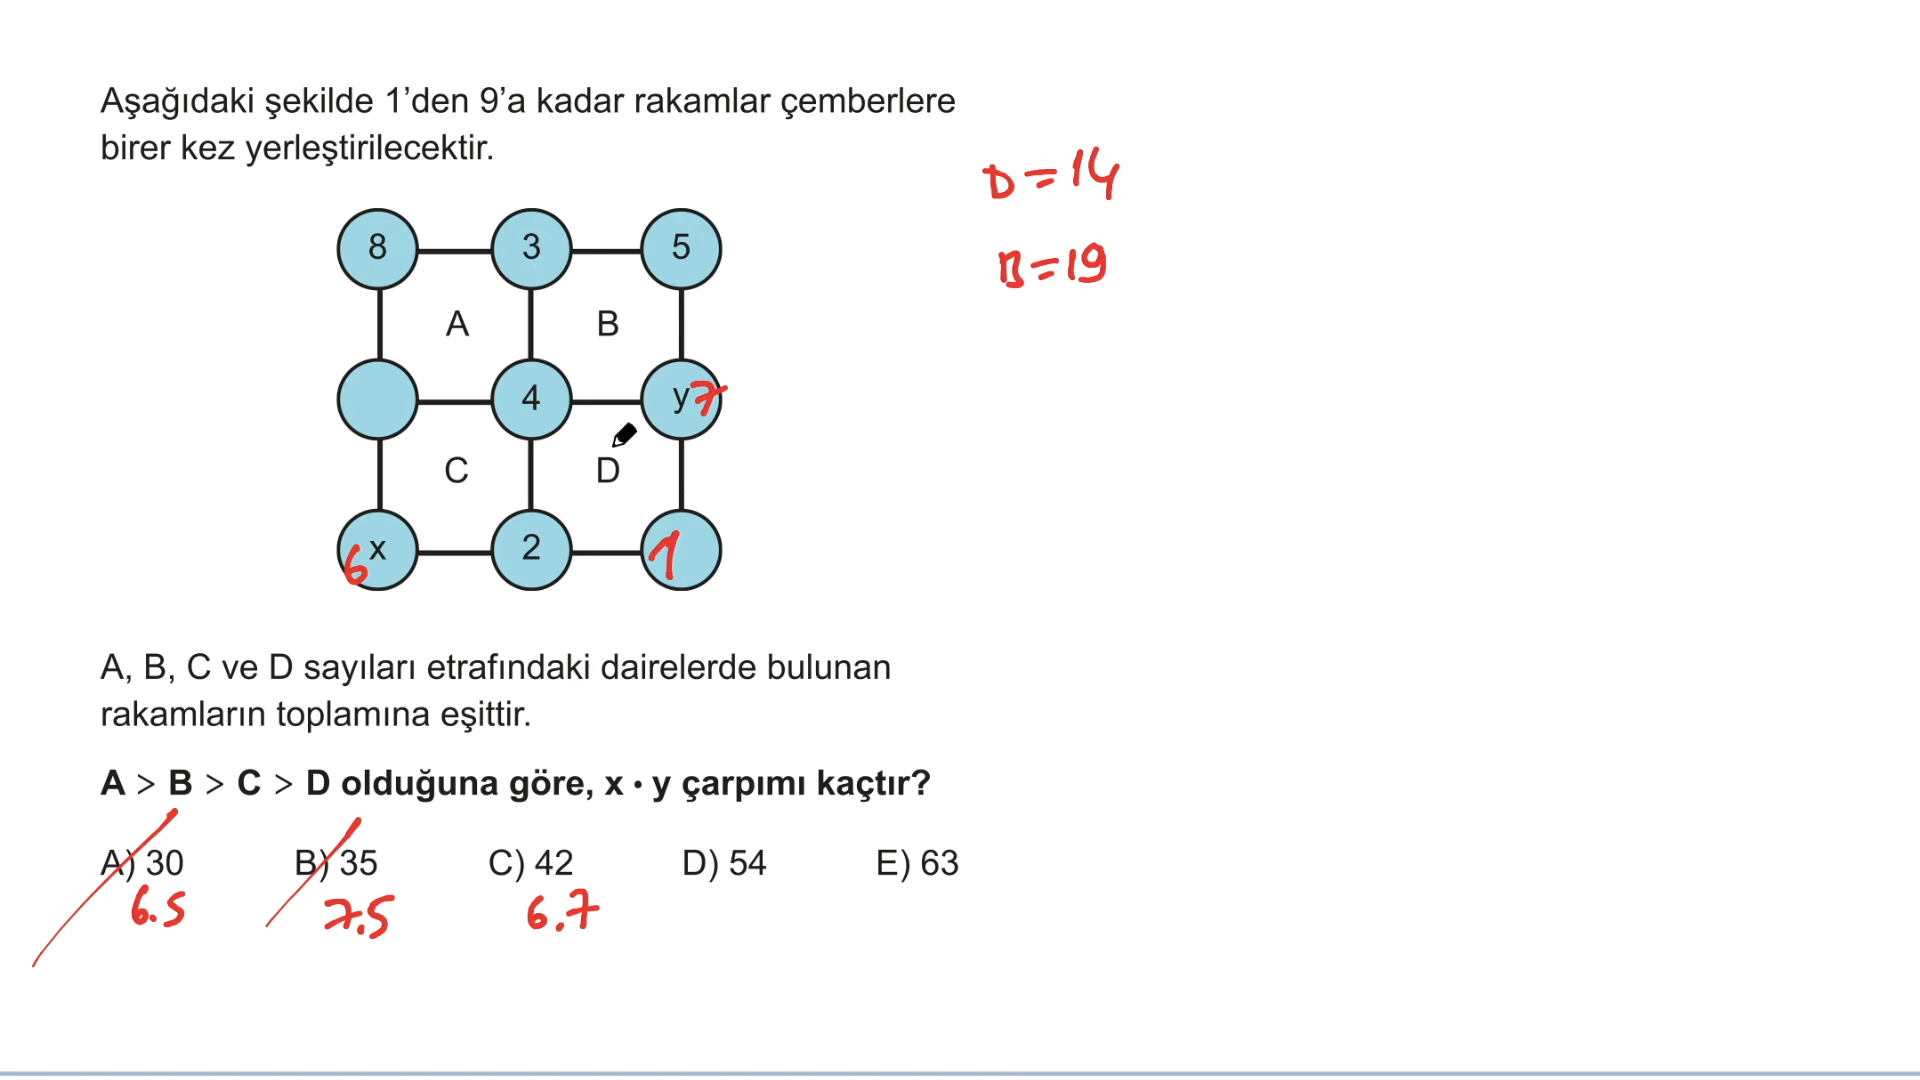 Aşağıdaki şekilde 1’den 9’a kadar rakamlar çemberlere
birer kez yerleştirilecektir.
D = 14
B = 19
8 3 5
A B
4 y 7
C D
6 x 2 1
A, B, C ve D sayıları etrafındaki dairelerde bulunan
rakamların toplamına eşittir.
A > B > C > D olduğuna göre, x · y çarpımı kaçtır?
A) 30 B) 35 C) 42 D) 54 E) 63
6.5 7.5 6.7